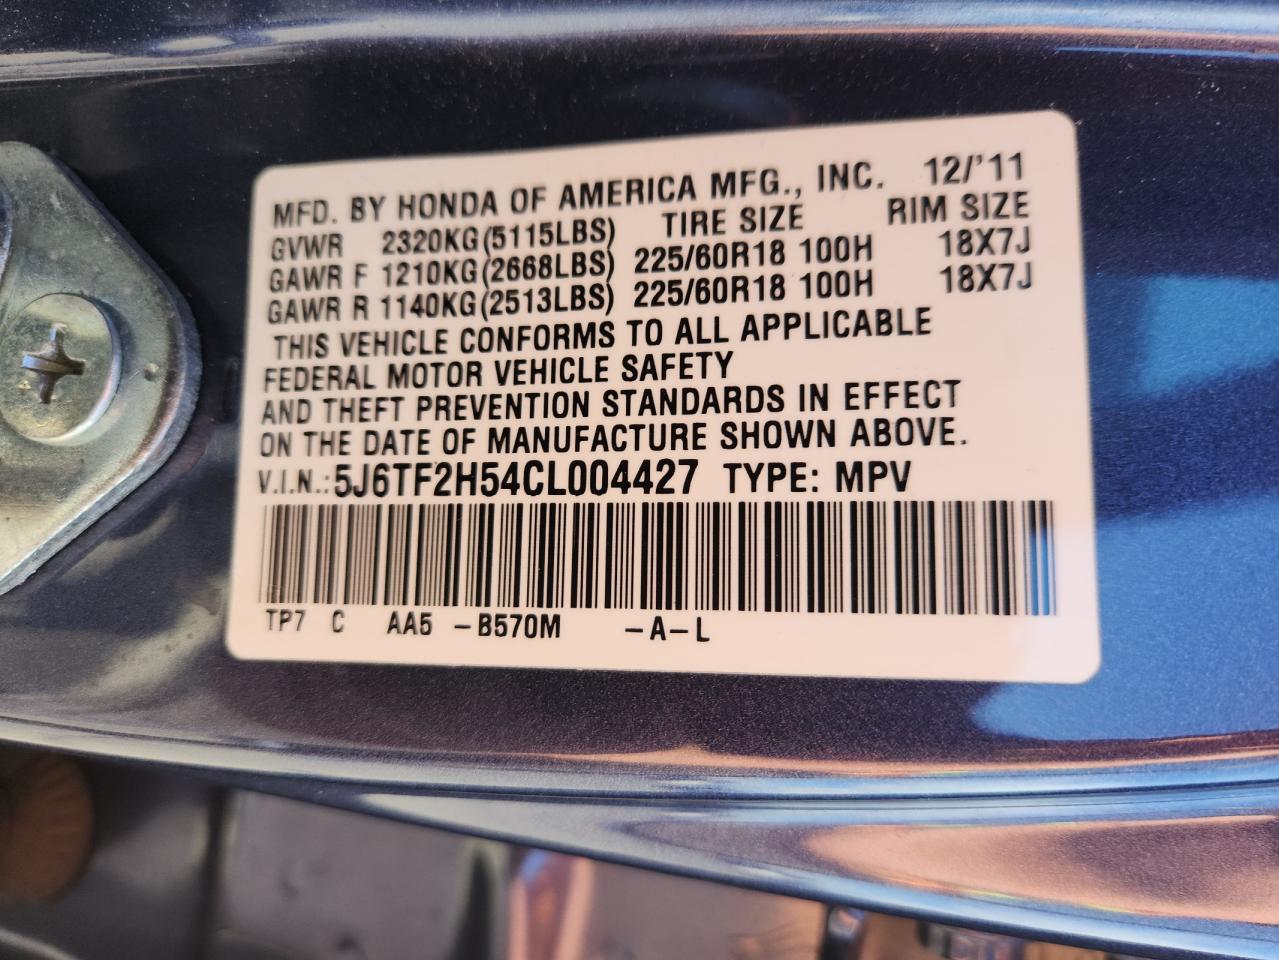 MFD. BY HONDA OF AMERICA MFG., INC. 12/'11
GVWR 2320KG(5115LBS) TIRE SIZE RIM SIZE
GAWR F 1210KG(2668LBS) 225/60R18 100H 18X7J
GAWR R 1140KG(2513LBS) 225/60R18 100H 18X7J
THIS VEHICLE CONFORMS TO ALL APPLICABLE
FEDERAL MOTOR VEHICLE SAFETY
AND THEFT PREVENTION STANDARDS IN EFFECT
ON THE DATE OF MANUFACTURE SHOWN ABOVE.
V.I.N.: 5J6TF2H54CL004427 TYPE: MPV
TP7 C AA5 -B570M -A-L